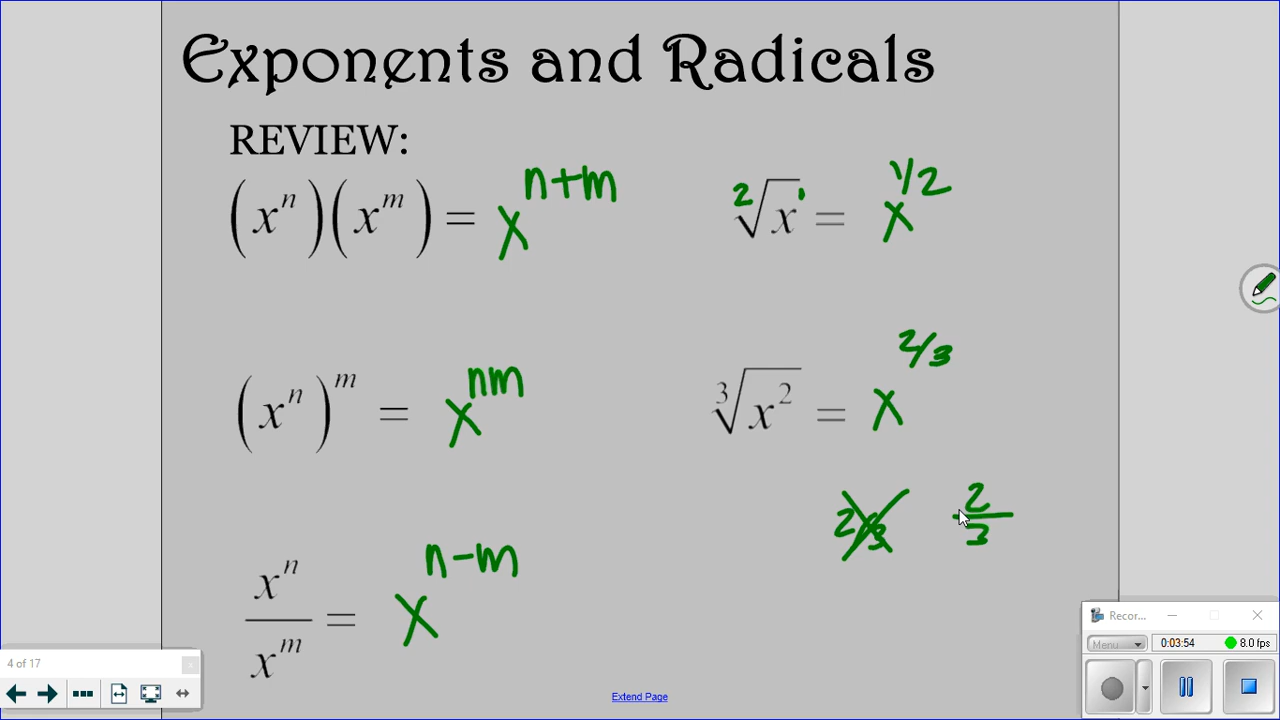 Exponents and Radicals
REVIEW:
(x^n)(x^m) = x^{n+m}
(x^n)^m = x^{nm}
x^n / x^m = x^{n-m}
²√x¹ = x^{1/2}
³√x² = x^{2/3}
2/3 2/3
4 of 17
Extend Page
Recor...
Menu
0:03:54
8.0 fps